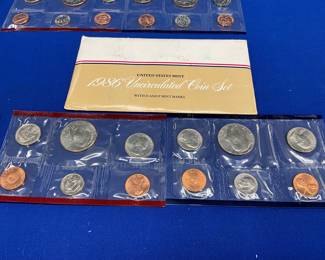 UNITED STATES MINT
1986 Uncirculated Coin Set
WITH D AND P MINT MARKS